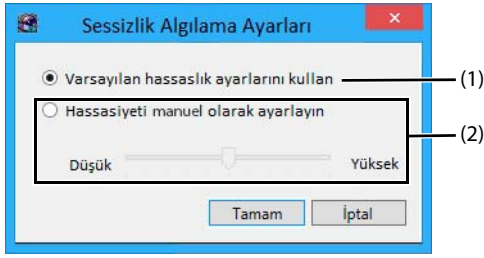 Sessizlik Algılama Ayarları
Varsayılan hassaslık ayarlarını kullan (1)
Hassasiyeti manuel olarak ayarlayın
(2)
Düşük Yüksek
Tamam İptal